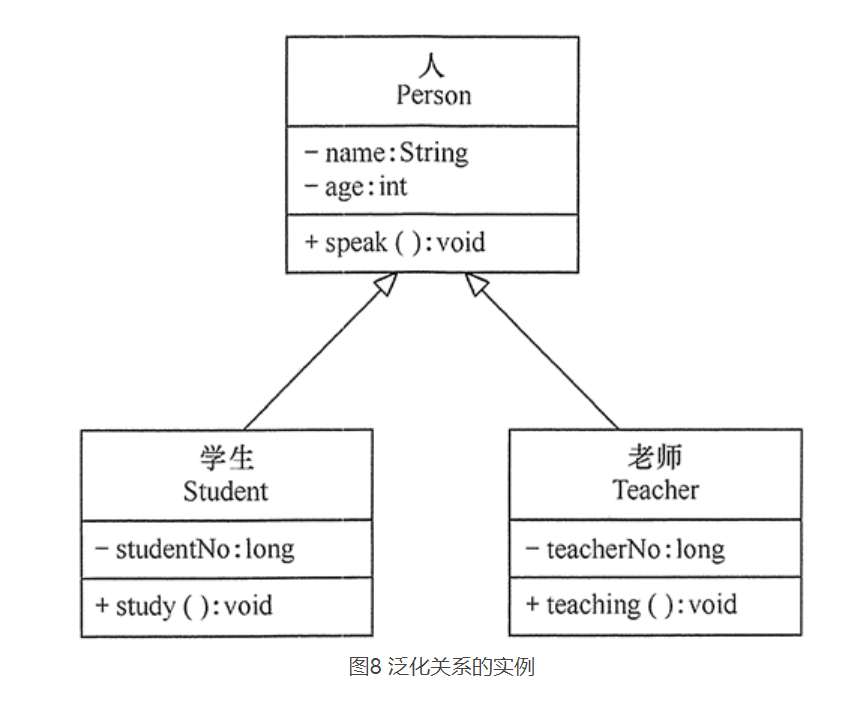 人
Person
- name:String
- age:int
+ speak ( ):void
学生
Student
- studentNo:long
+ study ( ):void
老师
Teacher
- teacherNo:long
+ teaching ( ):void
图8 泛化关系的实例